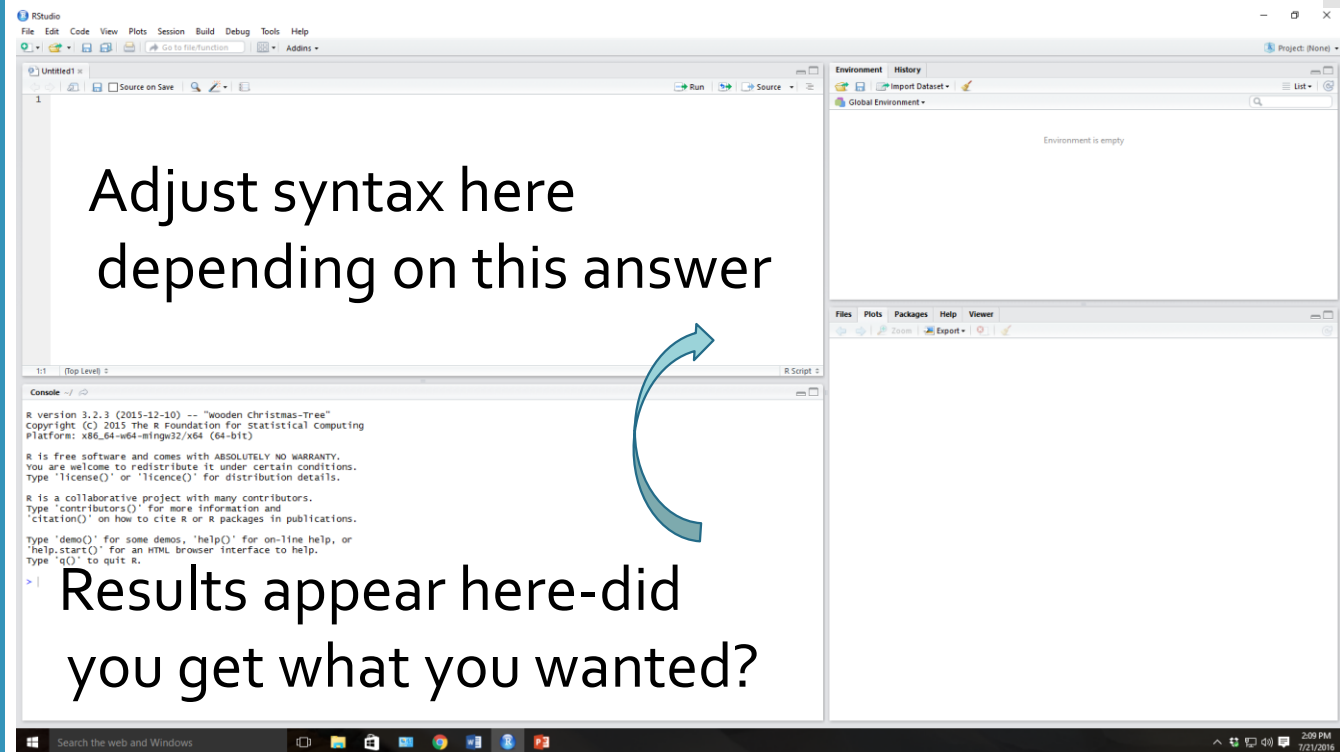 RStudio
File Edit Code View Plots Session Build Debug Tools Help
Go to file/function Addins
Project: (None)
Untitled1
Source on Save Run Source
1
Adjust syntax here
depending on this answer
1:1 (Top Level) R Script
Console ~/
R version 3.2.3 (2015-12-10) -- "Wooden Christmas-Tree"
Copyright (C) 2015 The R Foundation for Statistical Computing
Platform: x86_64-w64-mingw32/x64 (64-bit)
R is free software and comes with ABSOLUTELY NO WARRANTY.
You are welcome to redistribute it under certain conditions.
Type 'license()' or 'licence()' for distribution details.
R is a collaborative project with many contributors.
Type 'contributors()' for more information and
'citation()' on how to cite R or R packages in publications.
Type 'demo()' for some demos, 'help()' for on-line help, or
'help.start()' for an HTML browser interface to help.
Type 'q()' to quit R.
>
Results appear here-did
you get what you wanted?
Environment History
Import Dataset List
Global Environment
Environment is empty
Files Plots Packages Help Viewer
Zoom Export
Search the web and Windows
2:09 PM
7/21/2016